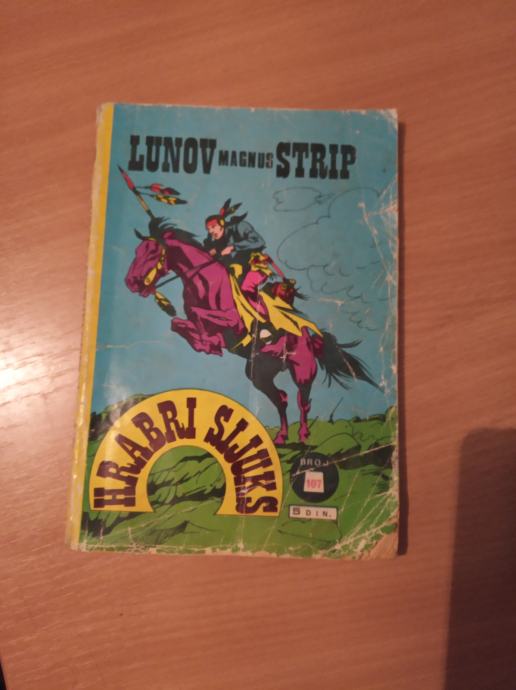 LUNOV MAGNUS STRIP
HRABRI SIJUKS
BROJ
107
5 DIN.